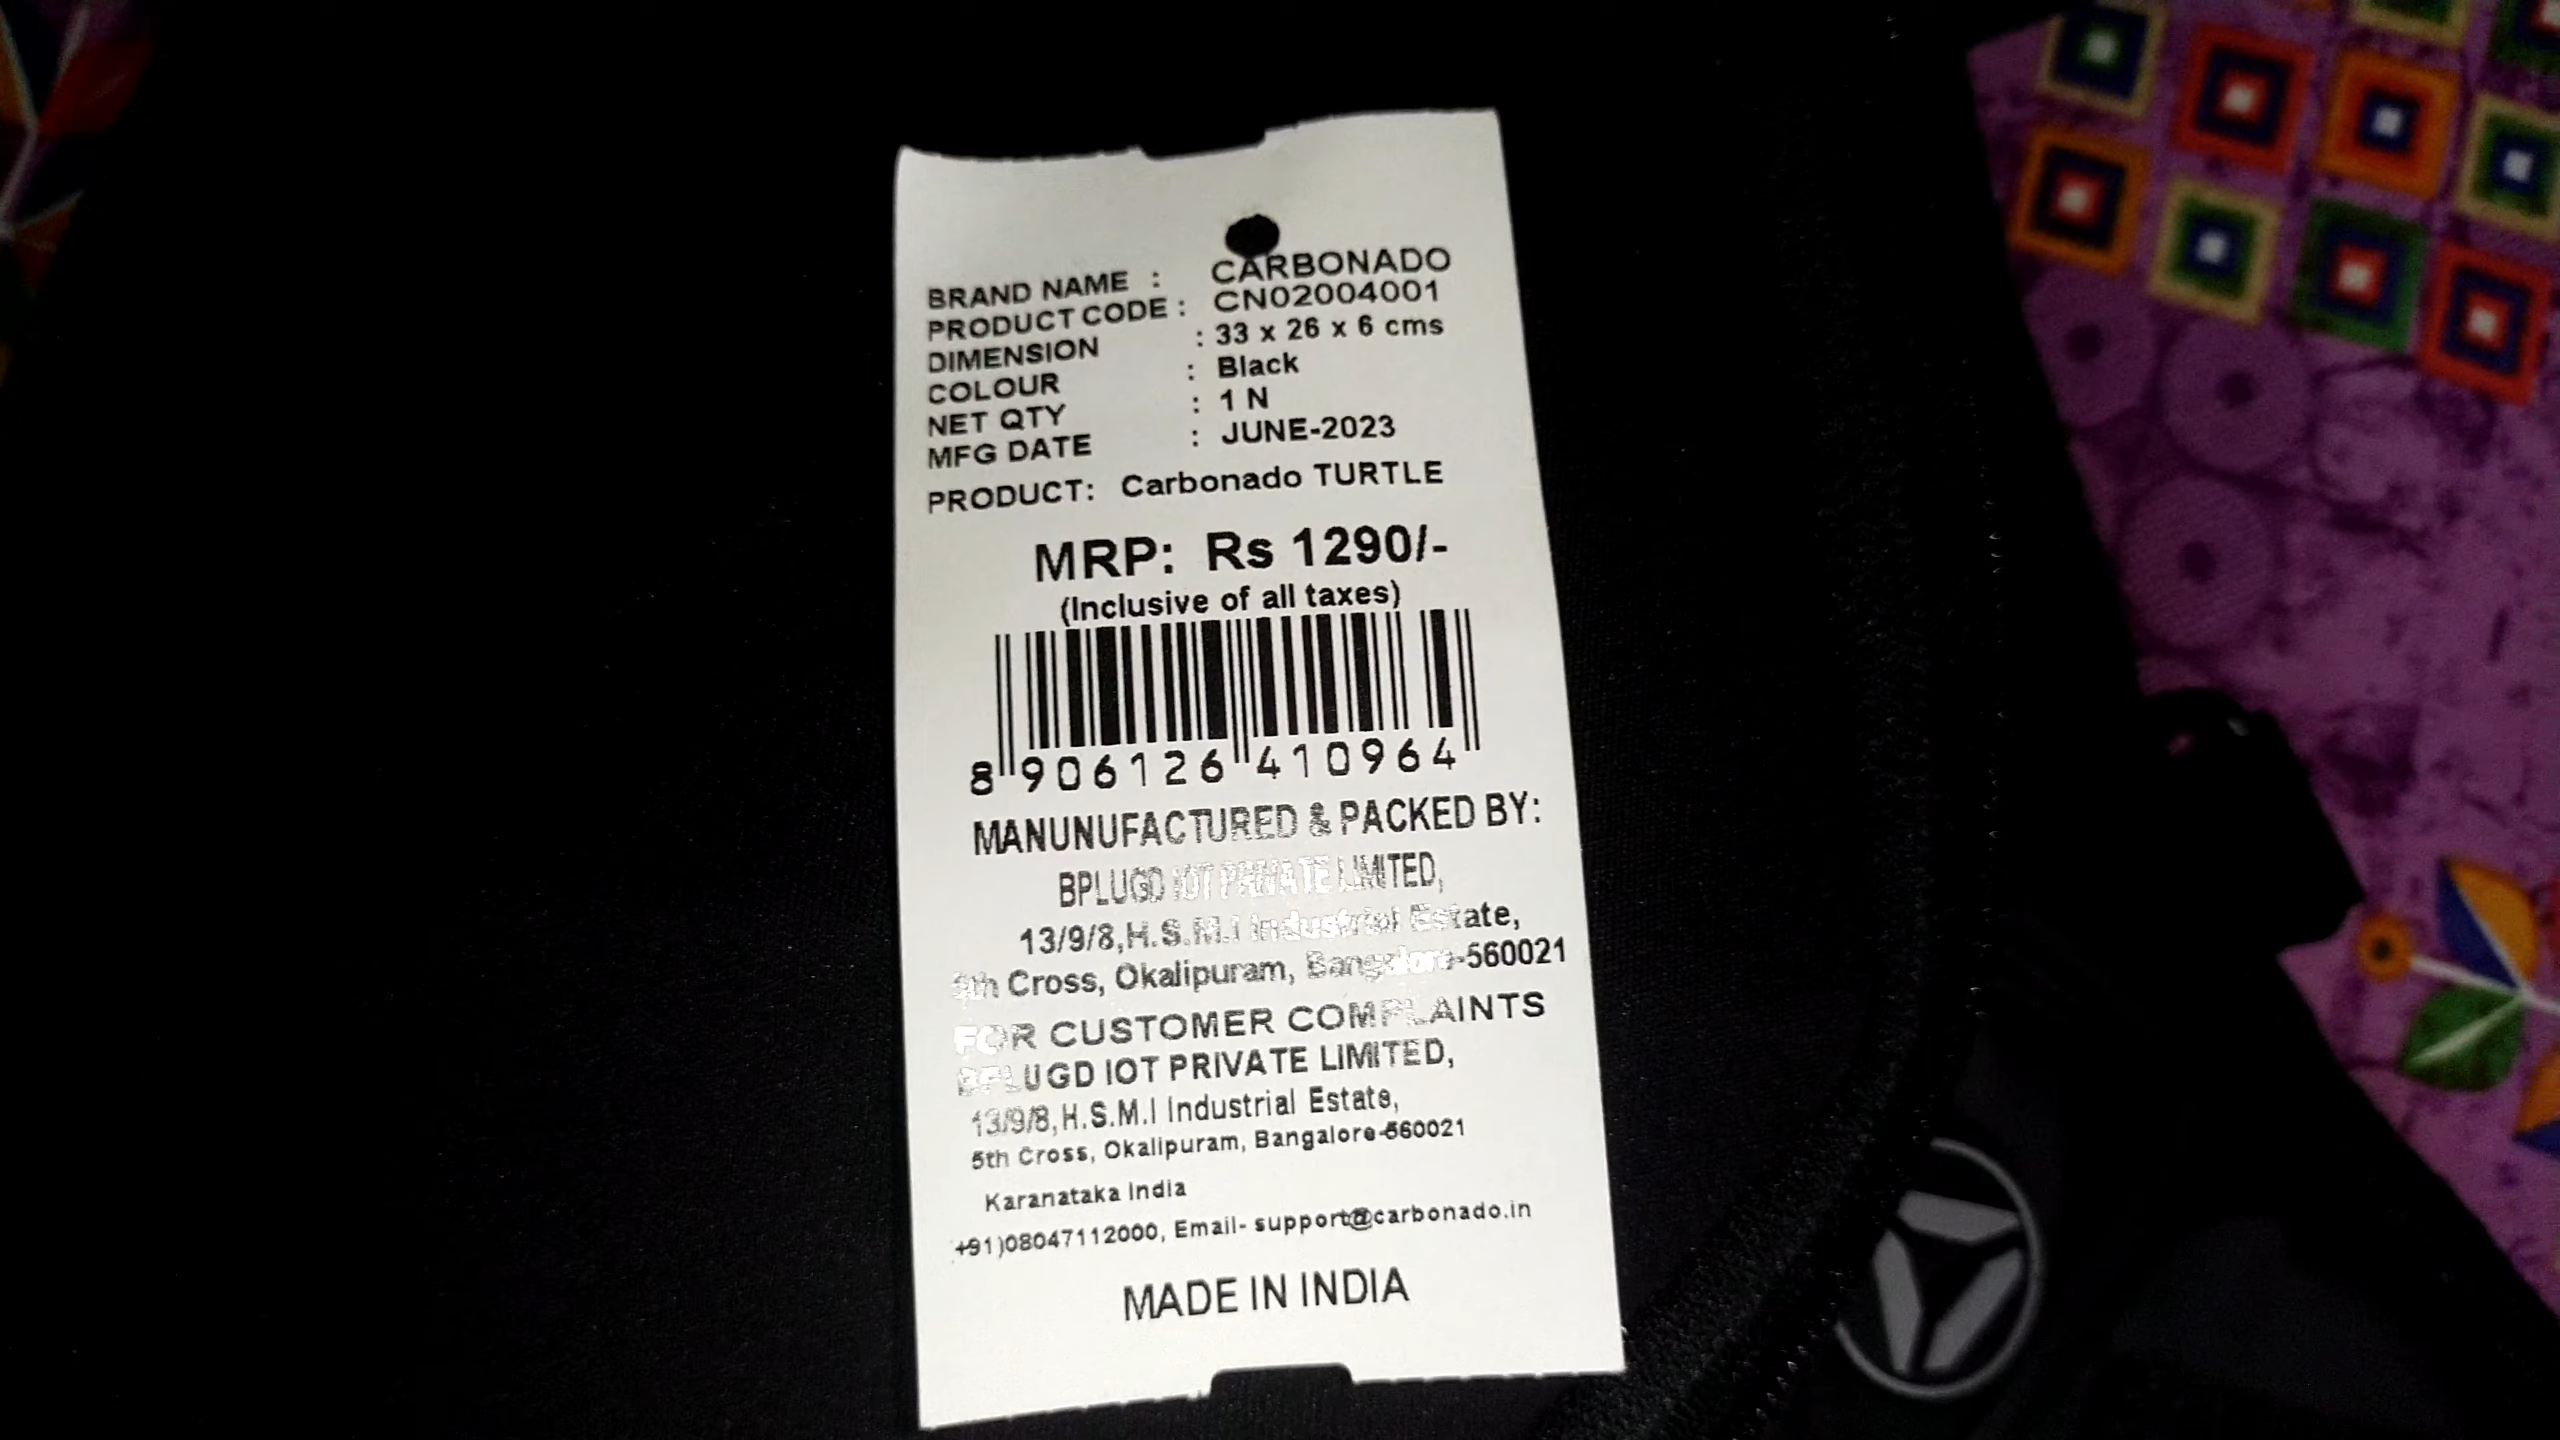 BRAND NAME : CARBONADO
PRODUCT CODE : CN02004001
DIMENSION : 33 x 26 x 6 cms
COLOUR : Black
NET QTY : 1 N
MFG DATE : JUNE-2023
PRODUCT: Carbonado TURTLE
MRP: Rs 1290/-
(Inclusive of all taxes)
8 906126 410964
MANUNUFACTURED & PACKED BY:
BPLUGD IOT PRIVATE LIMITED,
13/9/8,H.S.M.I Industrial Estate,
5th Cross, Okalipuram, Bangalore-560021
FOR CUSTOMER COMPLAINTS
BPLUGD IOT PRIVATE LIMITED,
13/9/8,H.S.M.I Industrial Estate,
5th Cross, Okalipuram, Bangalore-560021
Karanataka India
+91)08047112000, Email- support@carbonado.in
MADE IN INDIA